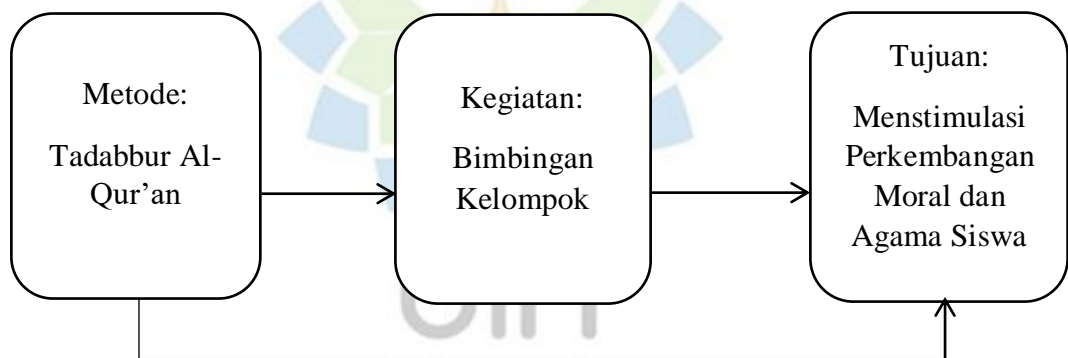 Metode:
Tadabbur Al-
Qur’an
Kegiatan:
Bimbingan
Kelompok
Tujuan:
Menstimulasi
Perkembangan
Moral dan
Agama Siswa